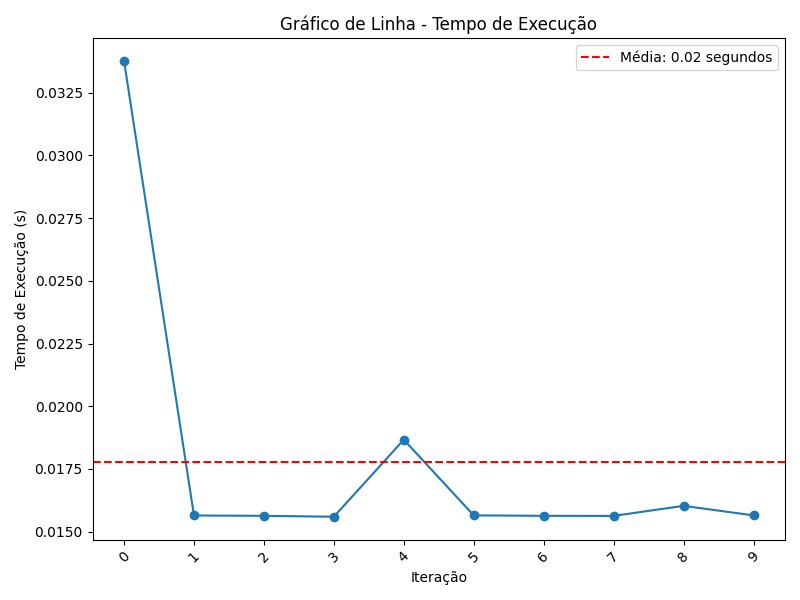 Gráfico de Linha - Tempo de Execução
Média: 0.02 segundos
Tempo de Execução (s)
0.0325
0.0300
0.0275
0.0250
0.0225
0.0200
0.0175
0.0150
0 1 2 3 4 5 6 7 8 9
Iteração